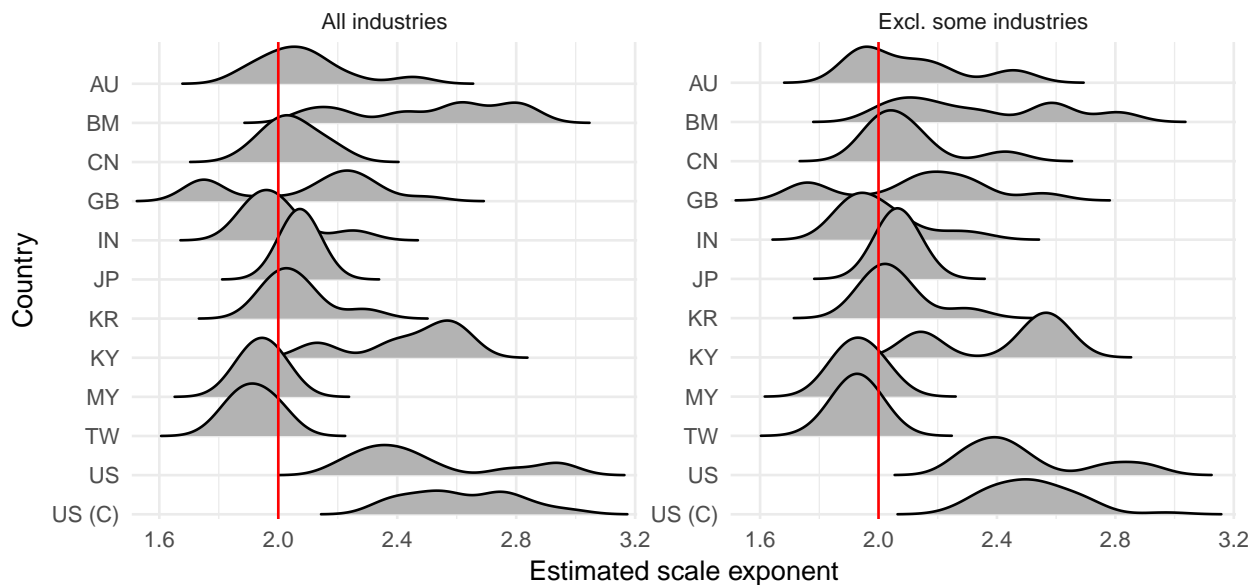 All industries
Excl. some industries
Country
AU
BM
CN
GB
IN
JP
KR
KY
MY
TW
US
US (C)
AU
BM
CN
GB
IN
JP
KR
KY
MY
TW
US
US (C)
1.6 2.0 2.4 2.8 3.2
1.6 2.0 2.4 2.8 3.2
Estimated scale exponent